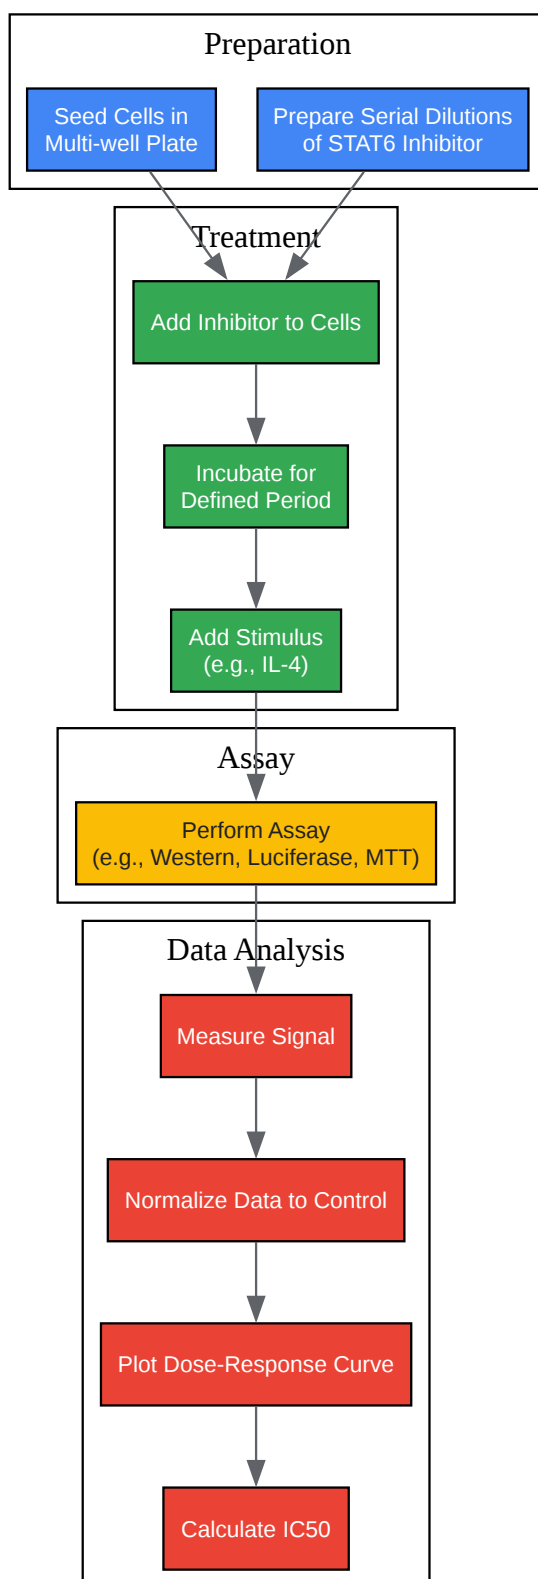 Preparation
Seed Cells in
Multi-well Plate
Prepare Serial Dilutions
of STAT6 Inhibitor
Treatment
Add Inhibitor to Cells
Incubate for
Defined Period
Add Stimulus
(e.g., IL-4)
Assay
Perform Assay
(e.g., Western, Luciferase, MTT)
Data Analysis
Measure Signal
Normalize Data to Control
Plot Dose-Response Curve
Calculate IC50